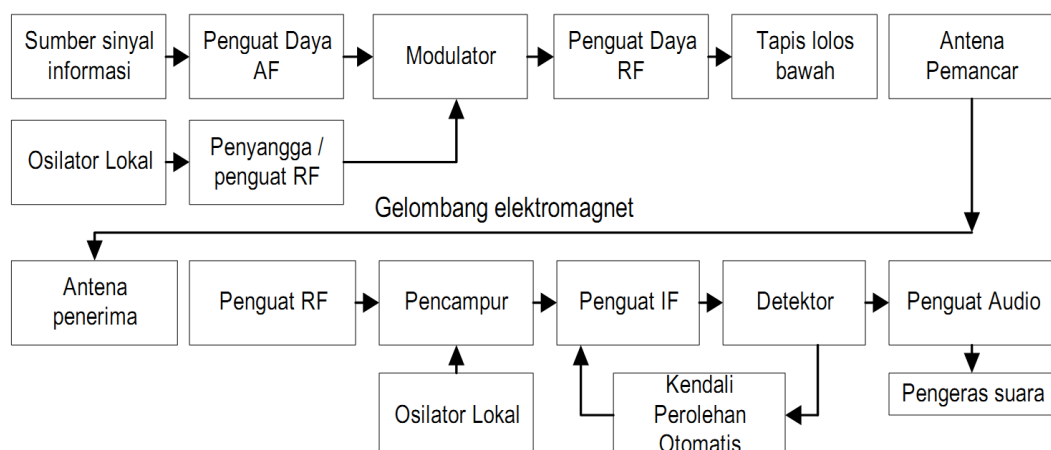 Sumber sinyal
informasi
Penguat Daya
AF
Modulator
Penguat Daya
RF
Tapis lolos
bawah
Antena
Pemancar
Osilator Lokal
Penyangga /
penguat RF
Gelombang elektromagnet
Antena
penerima
Penguat RF
Pencampur
Penguat IF
Detektor
Penguat Audio
Osilator Lokal
Kendali
Perolehan
Otomatis
Pengeras suara